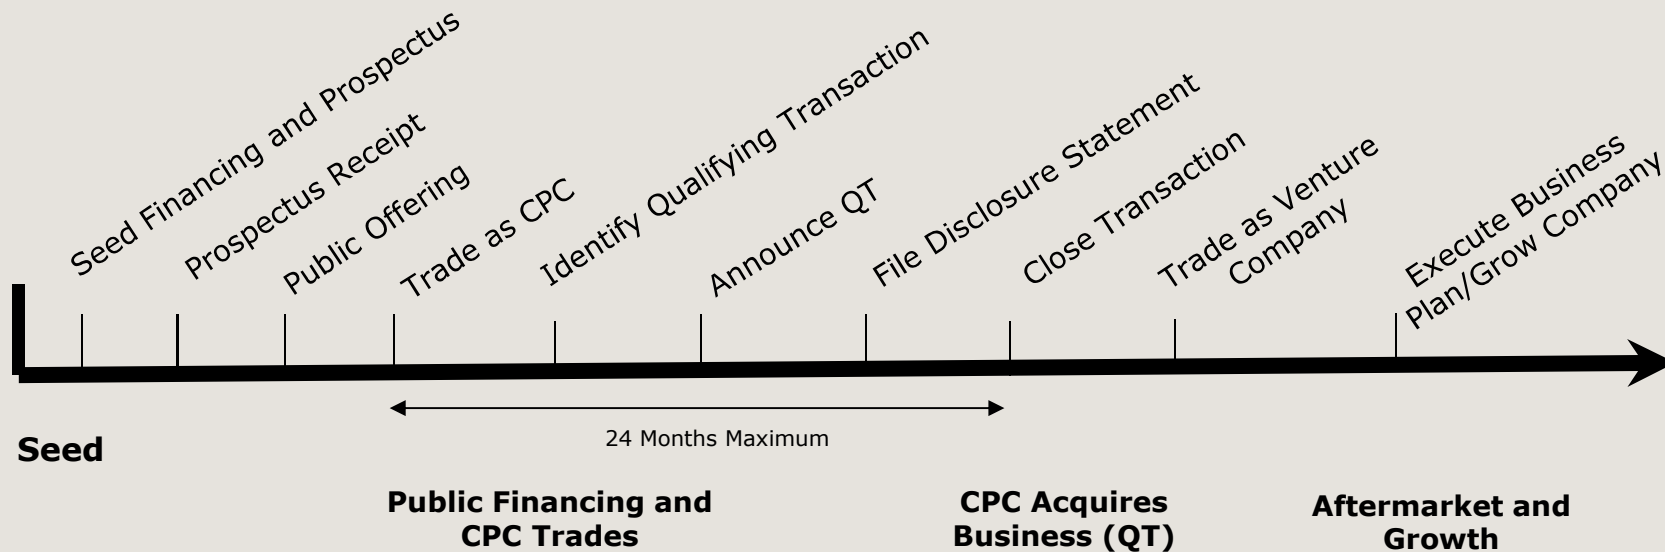 Seed Financing and Prospectus
Prospectus Receipt
Public Offering
Trade as CPC
Identify Qualifying Transaction
Announce QT
File Disclosure Statement
Close Transaction
Trade as Venture
Company
Execute Business
Plan/Grow Company
24 Months Maximum
Seed
Public Financing and
CPC Trades
CPC Acquires
Business (QT)
Aftermarket and
Growth